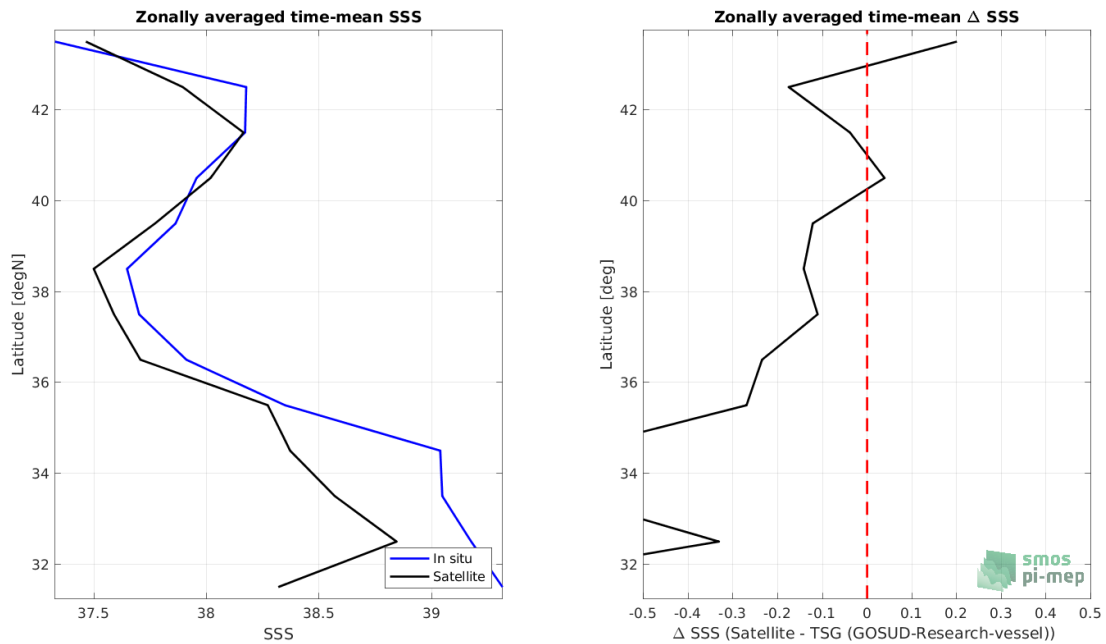 Zonally averaged time-mean SSS
42
40
38
36
34
32
Latitude [degN]
In situ
Satellite
37.5 38 38.5 39
SSS
Zonally averaged time-mean Δ SSS
42
40
38
36
34
32
Latitude [deg]
smos
pi-mep
-0.5 -0.4 -0.3 -0.2 -0.1 0 0.1 0.2 0.3 0.4 0.5
Δ SSS (Satellite - TSG (GOSUD-Research-vessel))